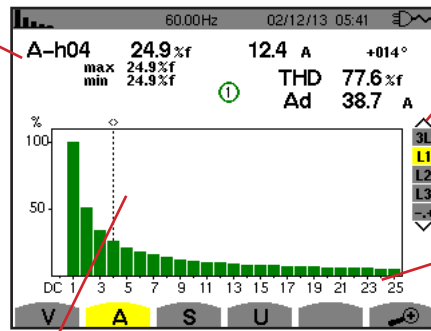 60.00Hz 02/12/13 05:41
A-h04 24.9 %f 12.4 A +014°
max 24.9%f
min 24.9%f
① THD 77.6 %f
Ad 38.7 A
%
100
50
3L
L1
L2
L3
DC 1 3 5 7 9 11 13 15 17 19 21 23 25
V A S U